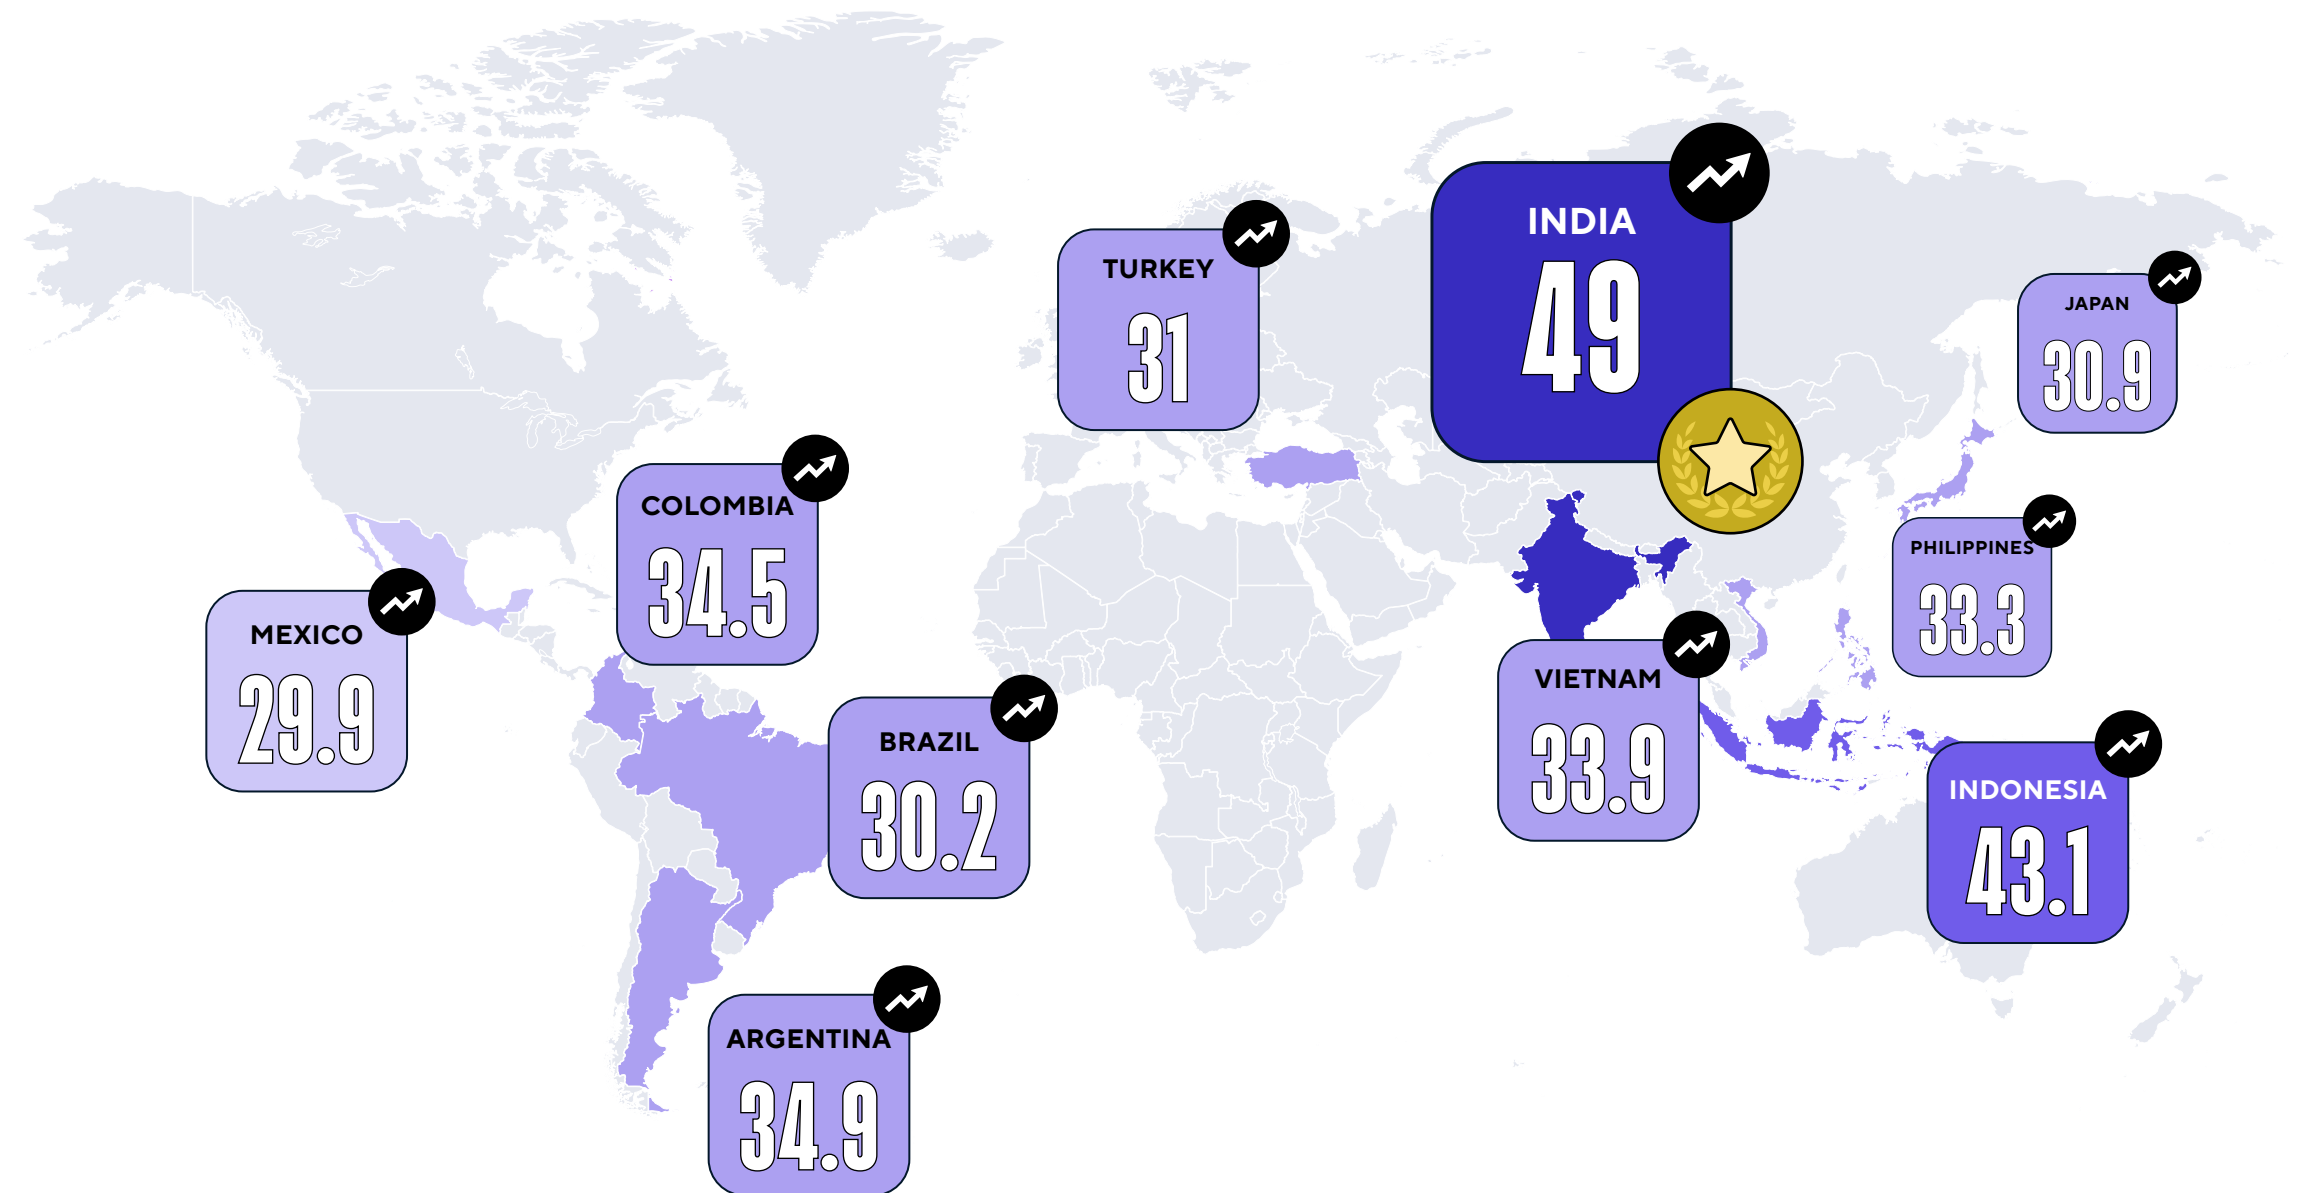 INDIA
49
TURKEY
31
JAPAN
30.9
COLOMBIA
34.5
PHILIPPINES
33.3
MEXICO
29.9
VIETNAM
33.9
BRAZIL
30.2
INDONESIA
43.1
ARGENTINA
34.9